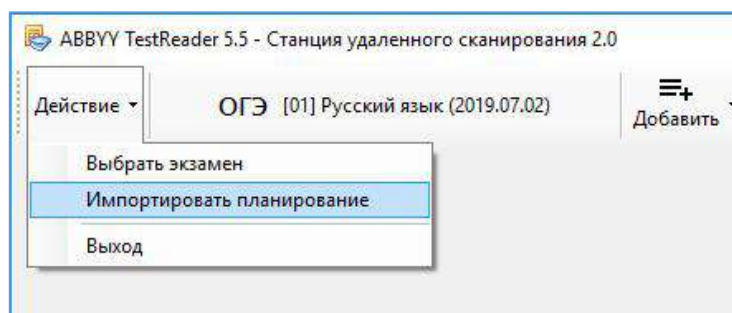 ABBYY TestReader 5.5 - Станция удаленного сканирования 2.0
Действие
ОГЭ [01] Русский язык (2019.07.02)
Добавить
Выбрать экзамен
Импортировать планирование
Выход